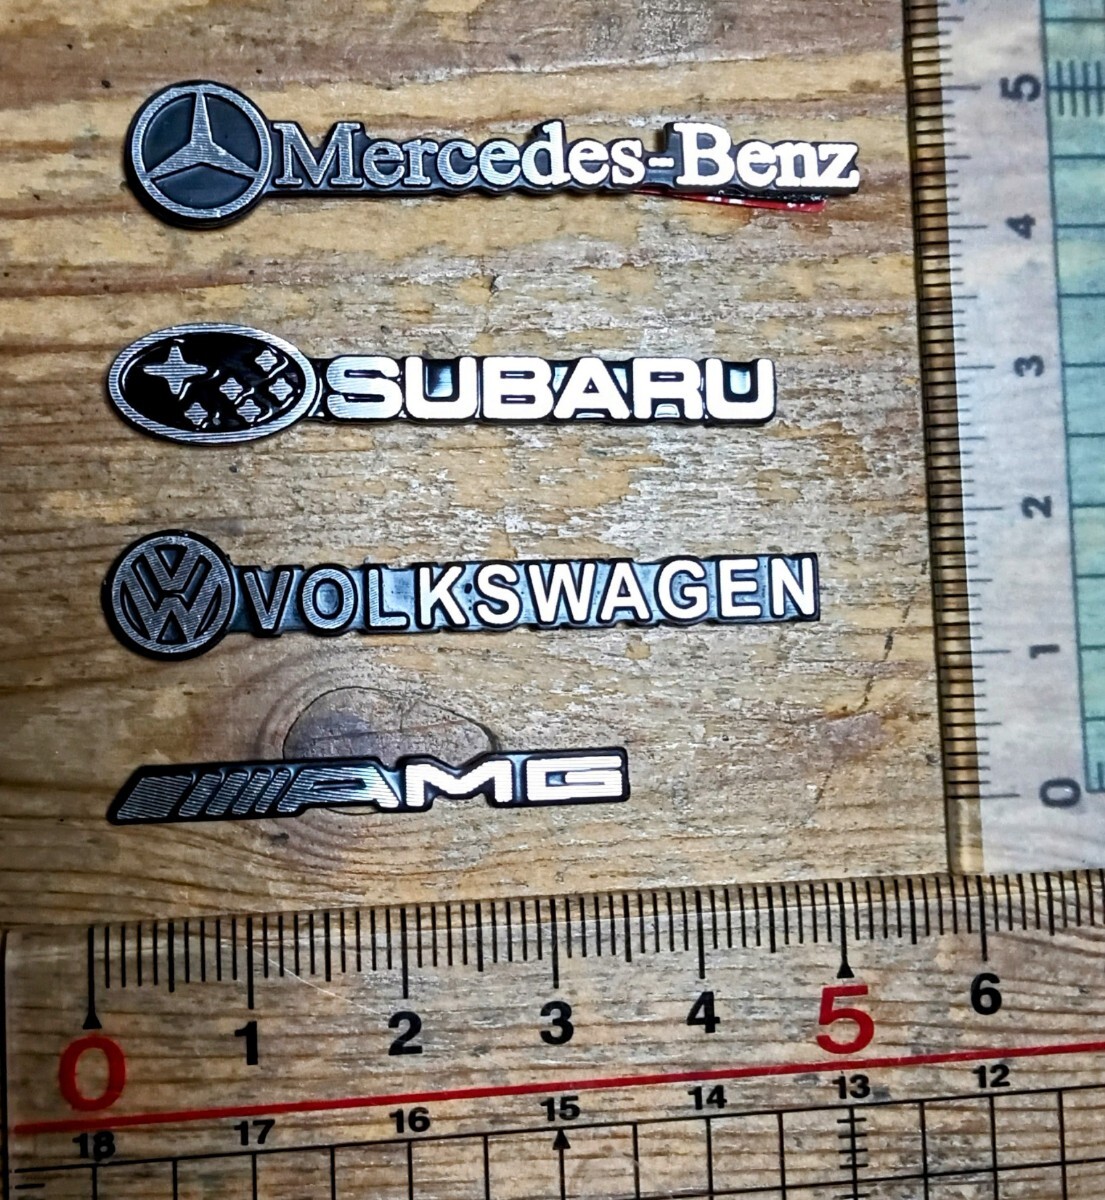 Mercedes-Benz
SUBARU
VOLKSWAGEN
AMG
5
4
3
2
1
0
0 1 2 3 4 5 6
18 17 16 15 14 13 12